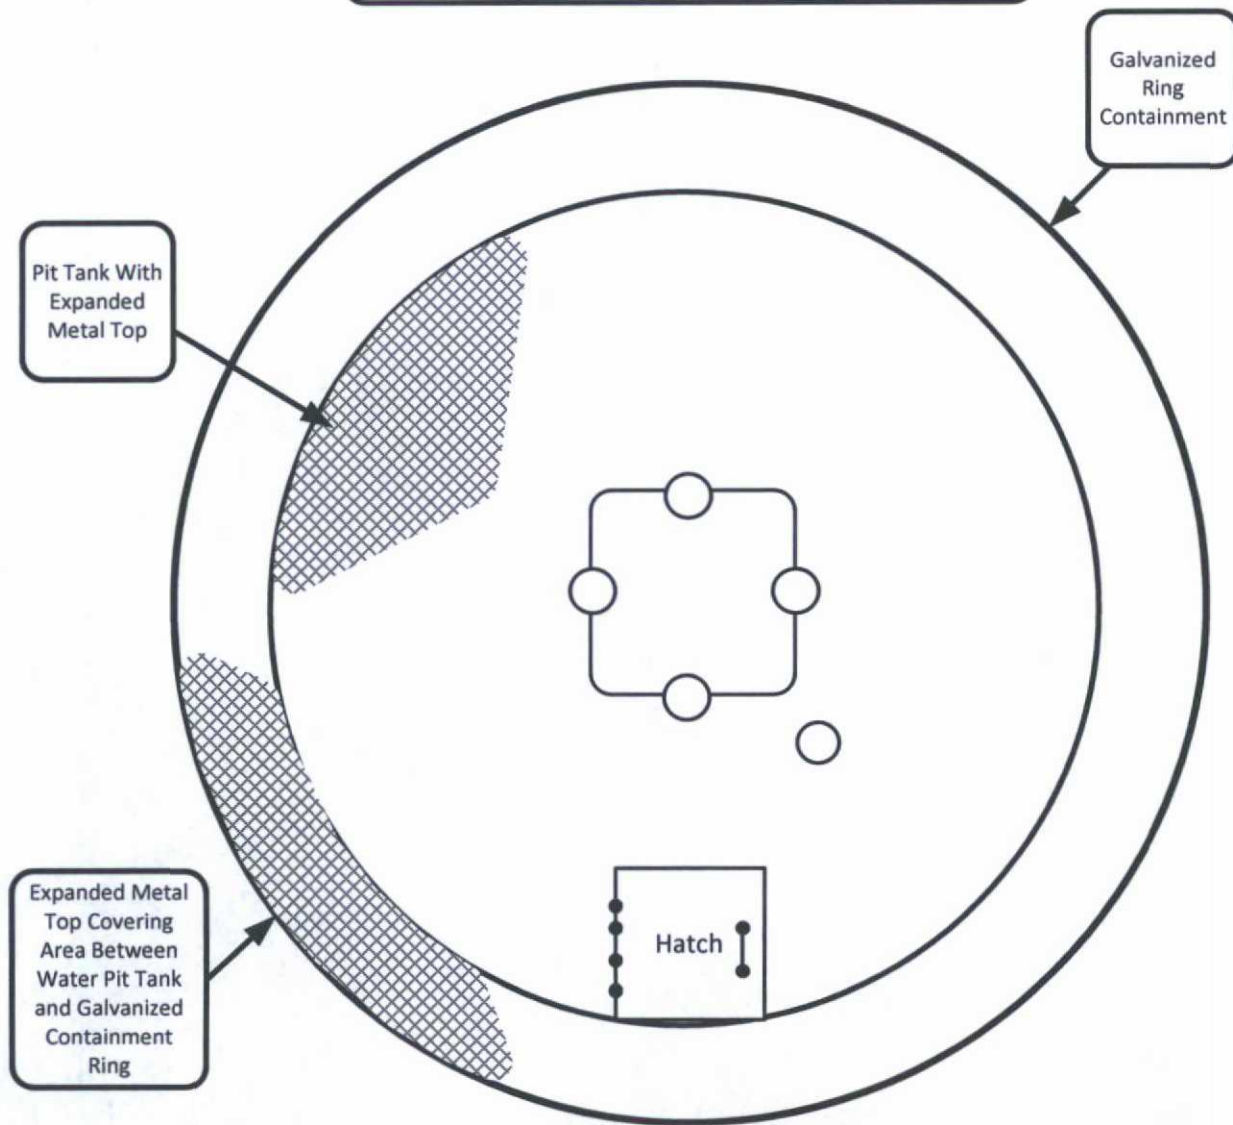 Galvanized
Ring
Containment
Pit Tank With
Expanded
Metal Top
Expanded Metal
Top Covering
Area Between
Water Pit Tank
and Galvanized
Containment
Ring
Hatch